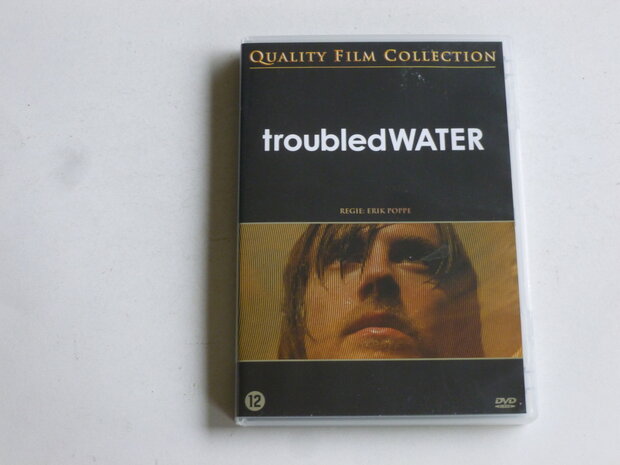 QUALITY FILM COLLECTION
troubledWATER
REGIE: ERIK POPPE
12
DVD